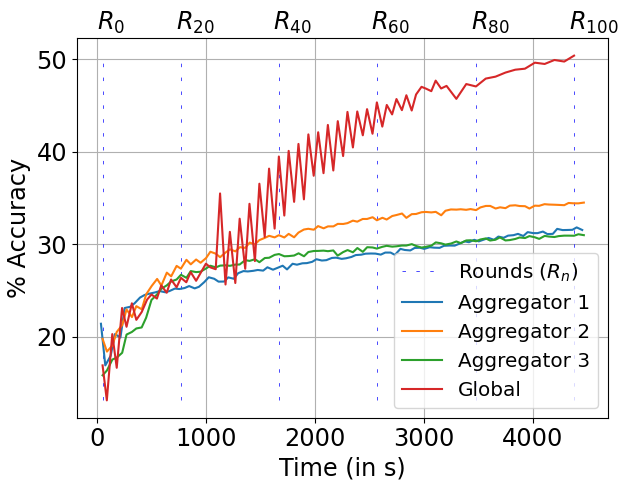 R0 R20 R40 R60 R80 R100
50
40
30
20
% Accuracy
Rounds (Rn)
Aggregator 1
Aggregator 2
Aggregator 3
Global
0 1000 2000 3000 4000
Time (in s)